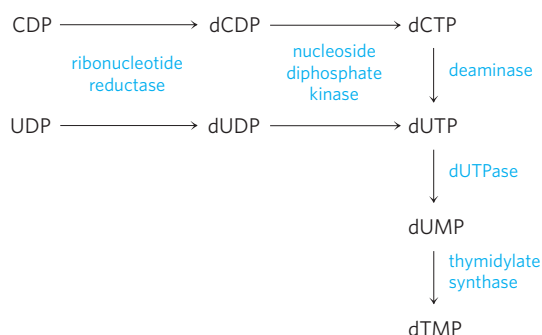 CDP dCDP dCTP
ribonucleotide
reductase
nucleoside
diphosphate
kinase
deaminase
UDP dUDP dUTP
dUTPase
dUMP
thymidylate
synthase
dTMP